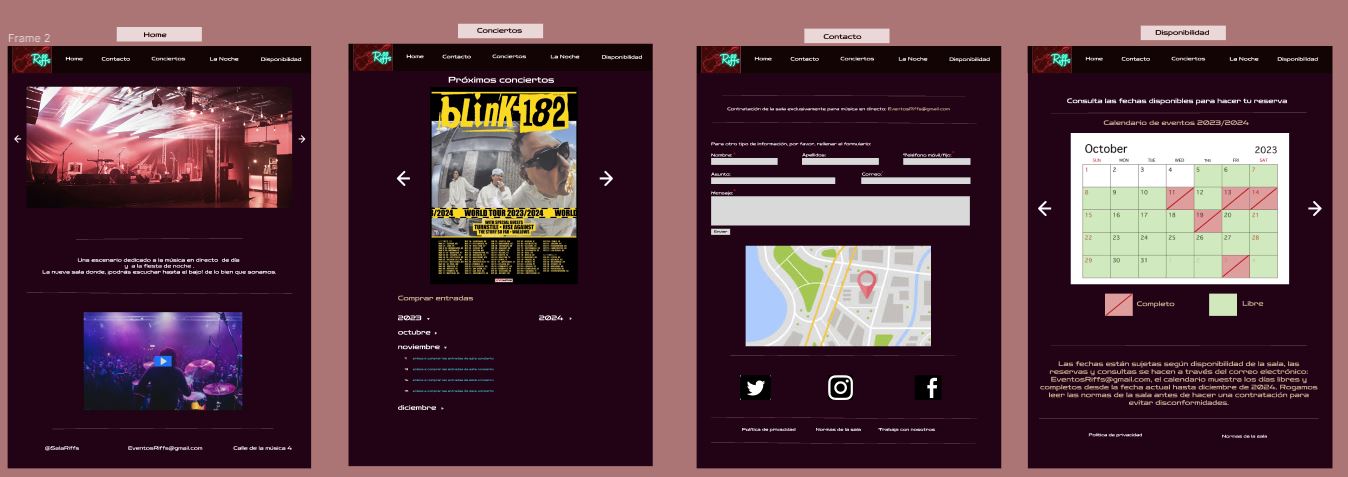 Frame 2
Home
Riffs
Home Contacto Conciertos La Noche Disponibilidad
Una escenario dedicado a la música en directo de día
y a la fiesta de noche .
La nueva sala donde, ¡podras escuchar hasta el bajo! de lo bien que sonamos.
@SalaRiffs EventosRiffs@gmail.com Calle de la música 4
Conciertos
Riffs
Home Contacto Conciertos La Noche Disponibilidad
Próximos conciertos
blink-182
3/2024 WORLD TOUR 2023/2024 WORLD
WITH SPECIAL GUESTS
TURNSTILE · RISE AGAINST
THE STORY SO FAR · WALLOWS
Comprar entradas
2023 2024
octubre
noviembre
diciembre
Contacto
Riffs
Home Contacto Conciertos La Noche Disponibilidad
Contratación de la sala exclusivamente para música en directo: EventosRiffs@gmail.com
Para otro tipo de información, por favor, rellenar el formulario:
Nombre: * Apellidos: *Teléfono móvil/fijo: *
Asunto: Correo: *
Mensaje: *
Enviar
Política de privacidad Normas de la sala Trabaja con nosotros
Disponibilidad
Riffs
Home Contacto Conciertos La Noche Disponibilidad
Consulta las fechas disponibles para hacer tu reserva
Calendario de eventos 2023/2024
October 2023
SUN MON TUE WED THU FRI SAT
1 2 3 4 5 6 7
8 9 10 11 12 13 14
15 16 17 18 19 20 21
22 23 24 25 26 27 28
29 30 31
Completo Libre
Las fechas están sujetas según disponibilidad de la sala, las
reservas y consultas se hacen a través del correo electrónico:
EventosRiffs@gmail.com, el calendario muestra los días libres y
completos desde la fecha actual hasta diciembre de 2024. Rogamos
leer las normas de la sala antes de hacer una contratación para
evitar disconformidades.
Política de privacidad Normas de la sala